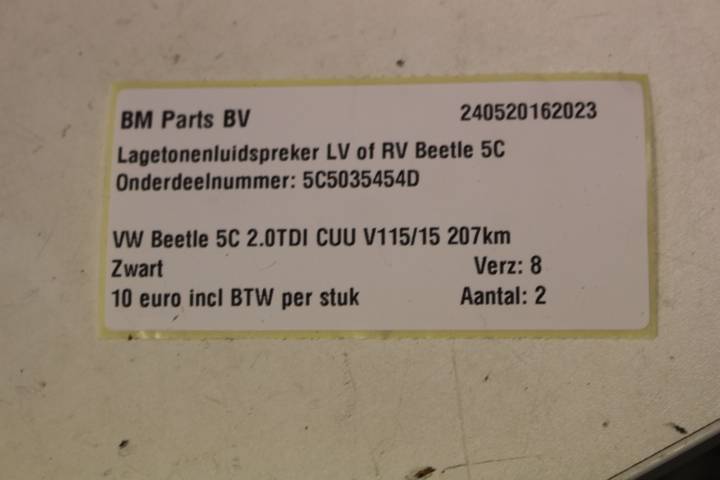 BM Parts BV 240520162023
Lagetonenluidspreker LV of RV Beetle 5C
Onderdeelnummer: 5C5035454D
VW Beetle 5C 2.0TDI CUU V115/15 207km
Zwart Verz: 8
10 euro incl BTW per stuk Aantal: 2